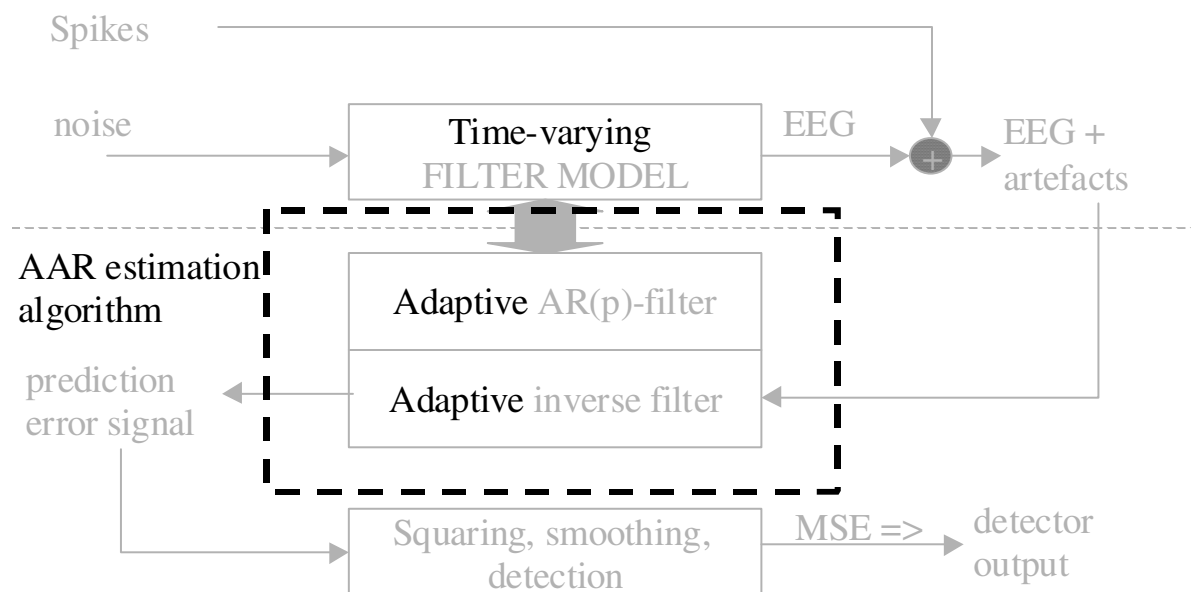 Spikes
noise
Time-varying
FILTER MODEL
EEG
+
EEG +
artefacts
AAR estimation
algorithm
Adaptive AR(p)-filter
Adaptive inverse filter
prediction
error signal
Squaring, smoothing,
detection
MSE =>
detector
output